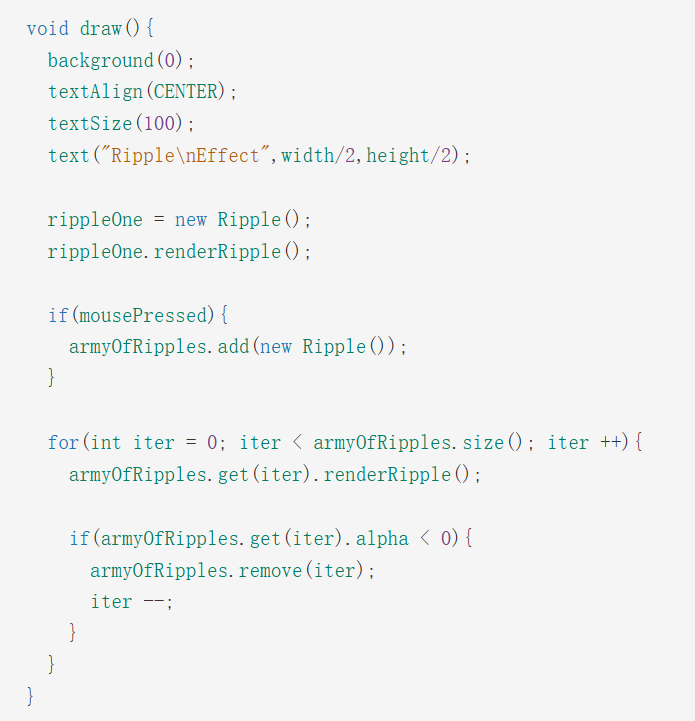 void draw(){
  background(0);
  textAlign(CENTER);
  textSize(100);
  text("Ripple\nEffect",width/2,height/2);

  rippleOne = new Ripple();
  rippleOne.renderRipple();

  if(mousePressed){
    armyOfRipples.add(new Ripple());
  }

  for(int iter = 0; iter < armyOfRipples.size(); iter ++){
    armyOfRipples.get(iter).renderRipple();

    if(armyOfRipples.get(iter).alpha < 0){
      armyOfRipples.remove(iter);
      iter --;
    }
  }
}